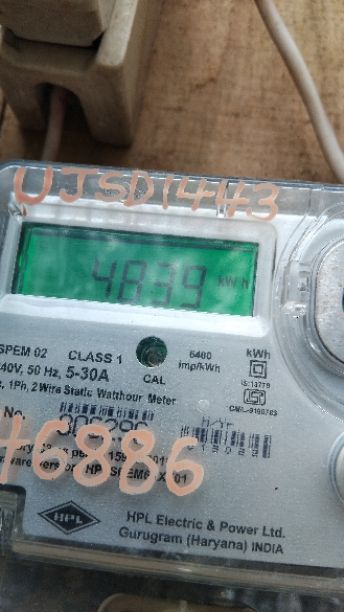 UJSD1443
4839 kWh
SPEM 02 CLASS 1 6400 kWh
240V, 50 Hz, 5-30A CAL imp/kWh
1Ph, 2 Wire Static Watthour Meter
IS:13779
No.
46886
HPL HPL Electric & Power Ltd.
Gurugram (Haryana) INDIA